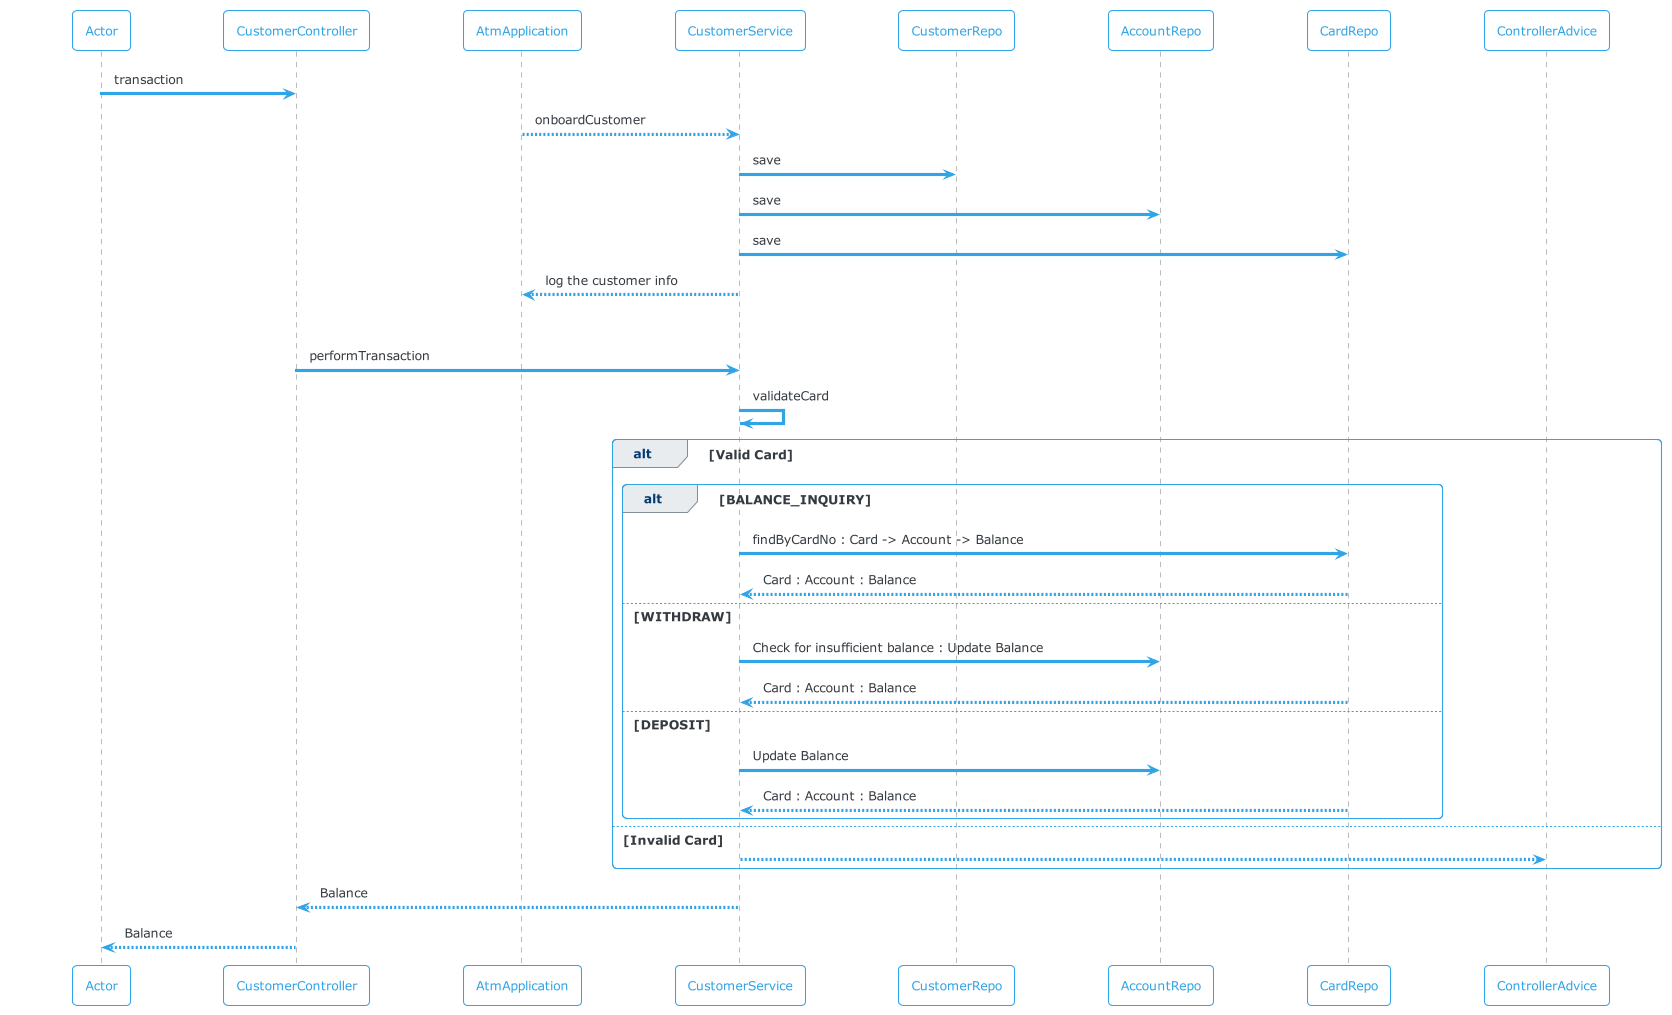 Actor CustomerController AtmApplication CustomerService CustomerRepo AccountRepo CardRepo ControllerAdvice
transaction
onboardCustomer
save
save
save
log the customer info
performTransaction
validateCard
alt [Valid Card]
alt [BALANCE_INQUIRY]
findByCardNo : Card -> Account -> Balance
Card : Account : Balance
[WITHDRAW]
Check for insufficient balance : Update Balance
Card : Account : Balance
[DEPOSIT]
Update Balance
Card : Account : Balance
[Invalid Card]
Balance
Balance
Actor CustomerController AtmApplication CustomerService CustomerRepo AccountRepo CardRepo ControllerAdvice